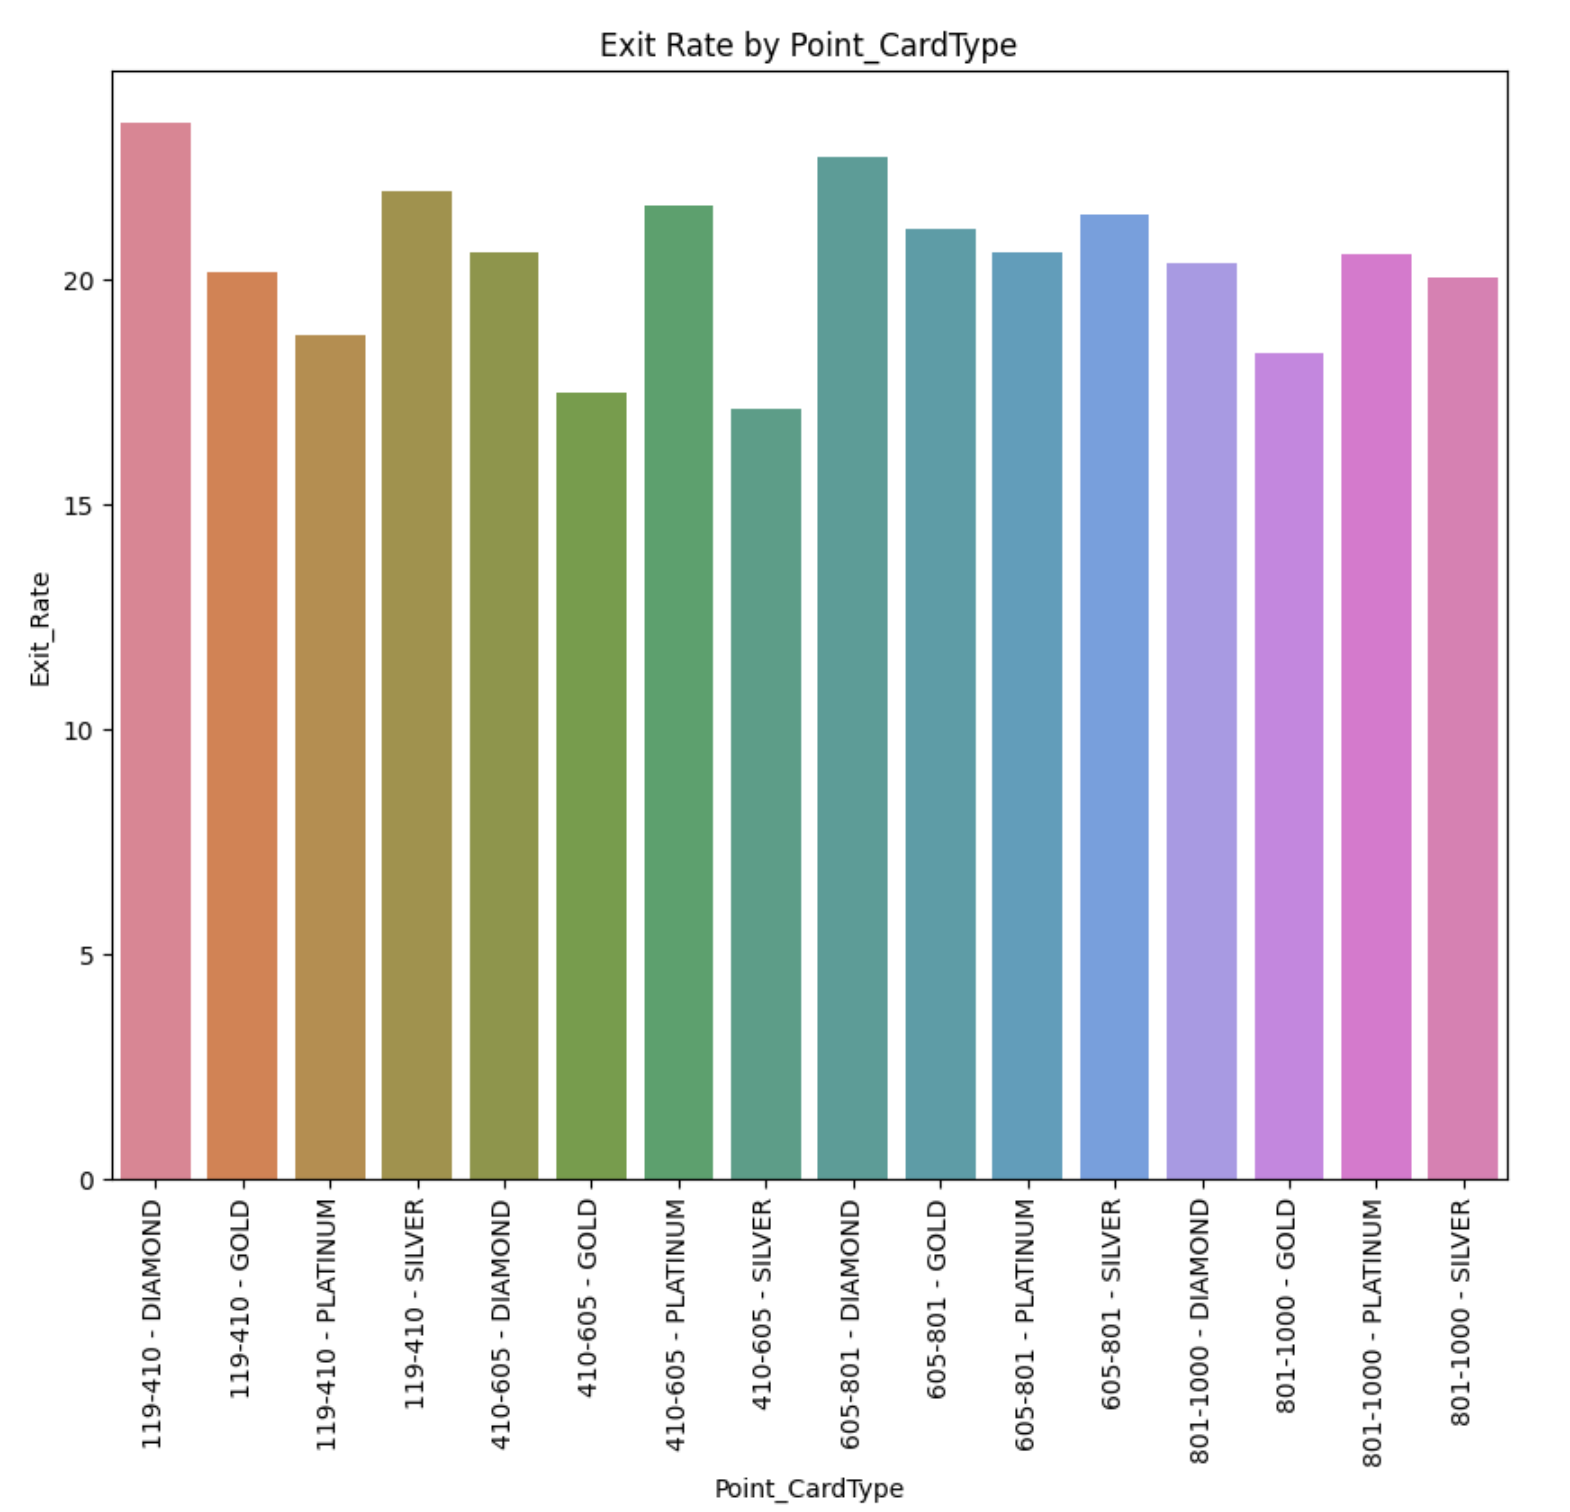 Exit Rate by Point_CardType
Exit_Rate
20
15
10
5
0
119-410 - DIAMOND
119-410 - GOLD
119-410 - PLATINUM
119-410 - SILVER
410-605 - DIAMOND
410-605 - GOLD
410-605 - PLATINUM
410-605 - SILVER
605-801 - DIAMOND
605-801 - GOLD
605-801 - PLATINUM
605-801 - SILVER
801-1000 - DIAMOND
801-1000 - GOLD
801-1000 - PLATINUM
801-1000 - SILVER
Point_CardType